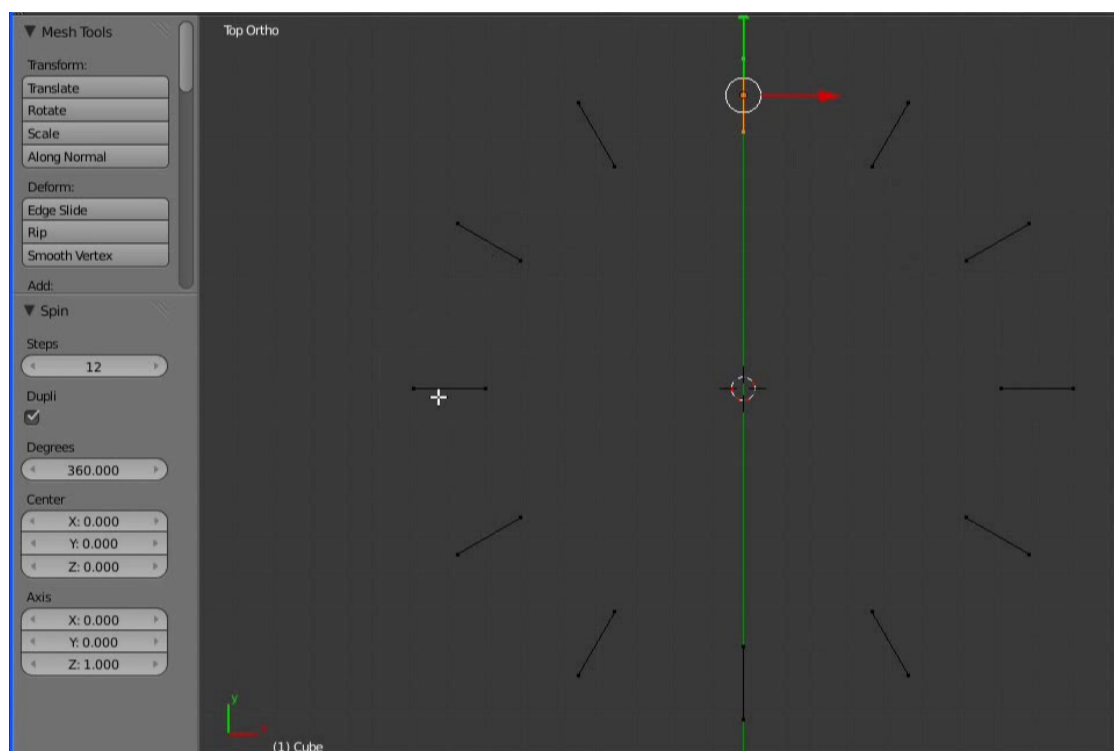 Mesh Tools
Top Ortho
Transform:
Translate
Rotate
Scale
Along Normal
Deform:
Edge Slide
Rip
Smooth Vertex
Add:
Spin
Steps
12
Dupli
Degrees
360.000
Center
X: 0.000
Y: 0.000
Z: 0.000
Axis
X: 0.000
Y: 0.000
Z: 1.000
y
x
(1) Cube